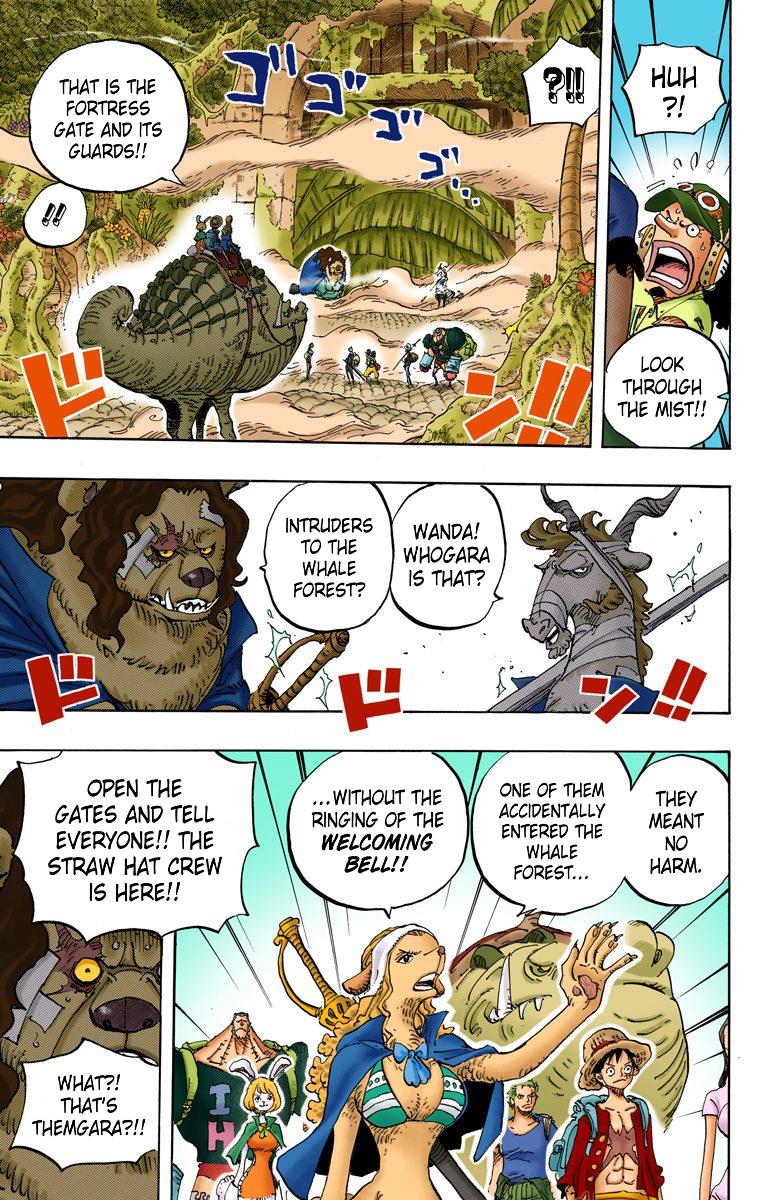 HUH
?!
LOOK
THROUGH
THE MIST!!
?!!
ゴゴゴゴ…
THAT IS THE
FORTRESS
GATE AND ITS
GUARDS!!
!!
ドン!!
WANDA!
WHOGARA
IS THAT?
INTRUDERS
TO THE
WHALE
FOREST?
ドドン!!
THEY
MEANT
NO
HARM.
ONE OF THEM
ACCIDENTALLY
ENTERED THE
WHALE
FOREST...
...WITHOUT THE
RINGING OF THE
WELCOMING
BELL!!
OPEN THE
GATES AND TELL
EVERYONE!! THE
STRAW HAT CREW
IS HERE!!
WHAT?!
THAT'S
THEMGARA?!!
I
H